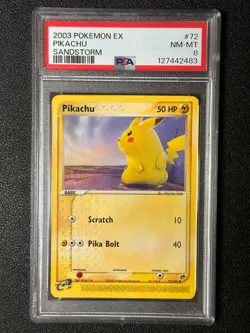 2003 POKEMON EX #72
PIKACHU NM-MT
SANDSTORM 8
PSA 127442483
Pikachu 50 HP
BASIC
Scratch 10
Pika Bolt 40